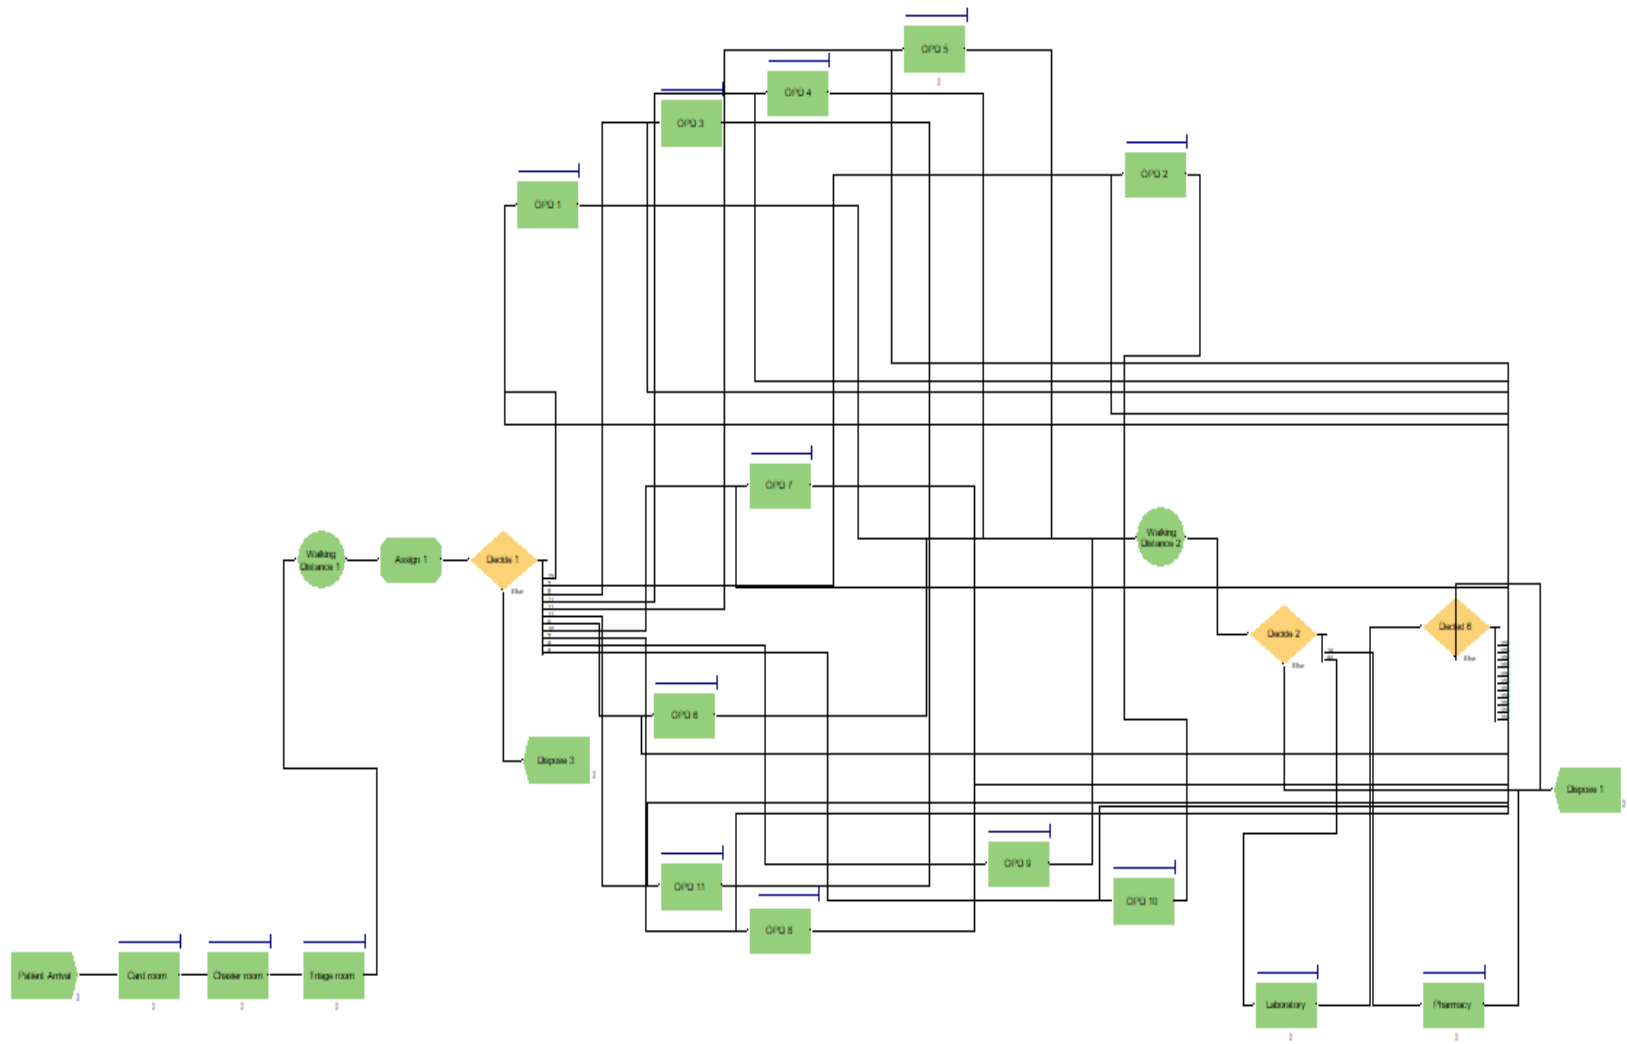 OPD 5
OPD 4
OPD 3
OPD 2
OPD 1
OPD 7
Walking
Distance 1
Assign 1
Decide 1
Else
Walking
Distance 2
Decide 2
Else
6
Else
OPD 6
Dispose 3
Dispose 1
OPD 9
OPD 11
OPD 10
OPD 8
Patient Arrival
Card room
room
Triage room
Laboratory
Pharmacy